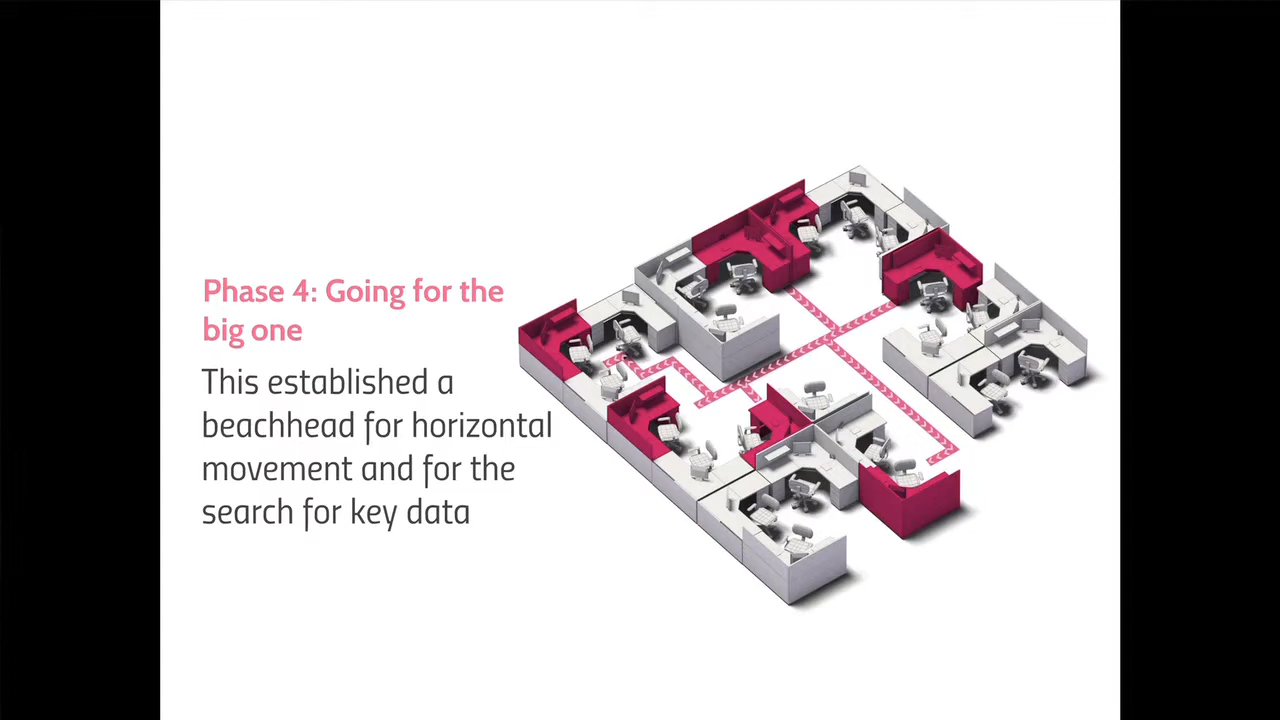 Phase 4: Going for the
big one
This established a
beachhead for horizontal
movement and for the
search for key data